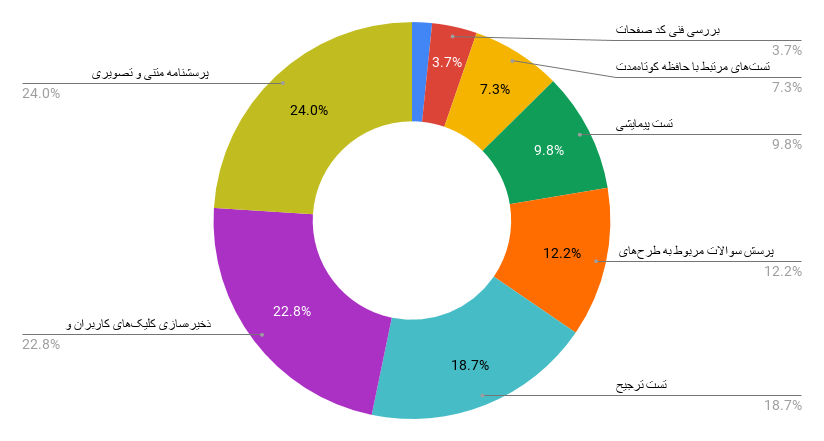 بررسی فنی کد صفحات
3.7%
تست‌های مرتبط با حافظه کوتاه‌مدت
7.3%
تست پیمایشی
9.8%
پرسش سوالات مربوط به طرح‌های
12.2%
تست ترجیح
18.7%
ذخیره‌سازی کلیک‌های کاربران و
22.8%
پرسشنامه متنی و تصویری
24.0%
3.7%
7.3%
9.8%
12.2%
18.7%
22.8%
24.0%